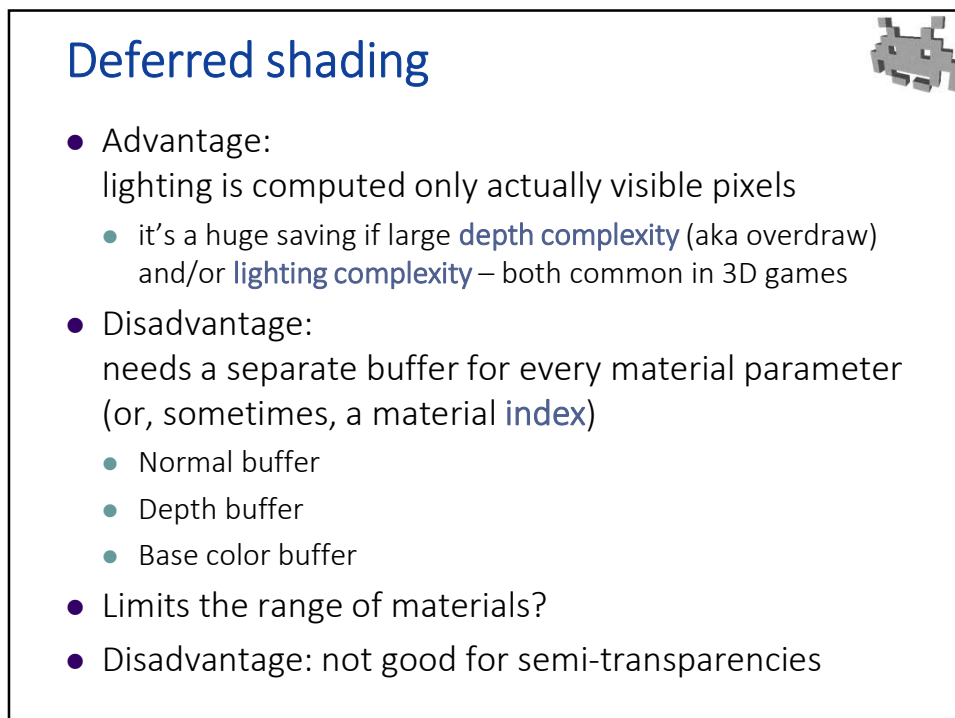 Deferred shading
● Advantage:
lighting is computed only actually visible pixels
● it’s a huge saving if large depth complexity (aka overdraw)
and/or lighting complexity – both common in 3D games
● Disadvantage:
needs a separate buffer for every material parameter
(or, sometimes, a material index)
● Normal buffer
● Depth buffer
● Base color buffer
● Limits the range of materials?
● Disadvantage: not good for semi-transparencies